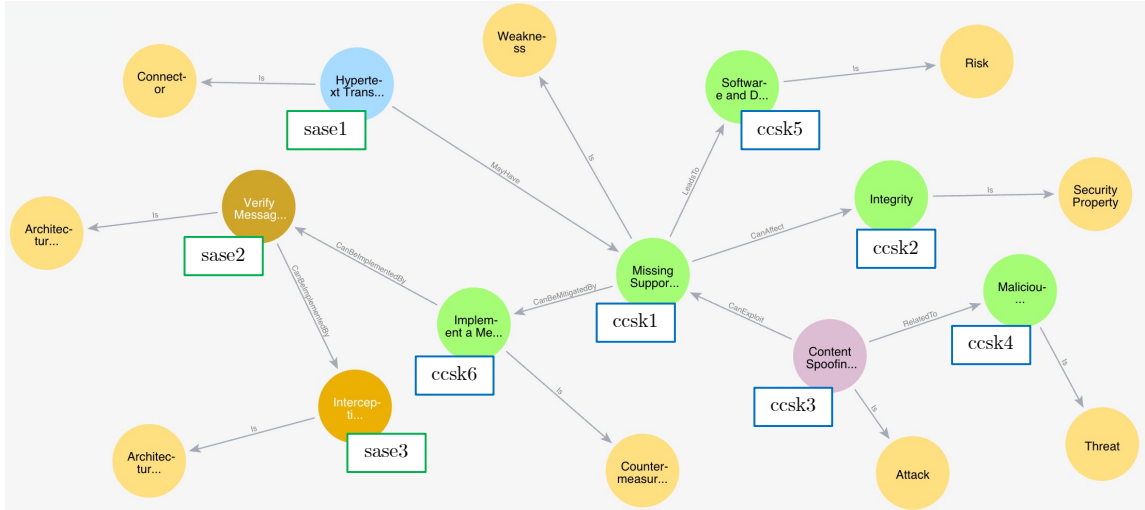 Weakne-
ss
Connect-
or
Is
Hyperte-
xt Trans...
sase1
Softwar-
e and D...
ccsk5
Is
Risk
Is
MayHave
LeadsTo
Verify
Messag...
sase2
Is
Architec-
tur...
Integrity
ccsk2
Is
Security
Property
CanAffect
CanBeImplementedBy
CanBeImplementedBy
Missing
Suppor...
ccsk1
CanBeMitigatedBy
Implem-
ent a Me...
ccsk6
CanExploit
Content
Spoofin...
ccsk3
RelatedTo
Maliciou-
...
ccsk4
Is
Threat
Intercep-
ti...
sase3
Is
Architec-
tur...
Is
Counter-
measur...
Is
Attack